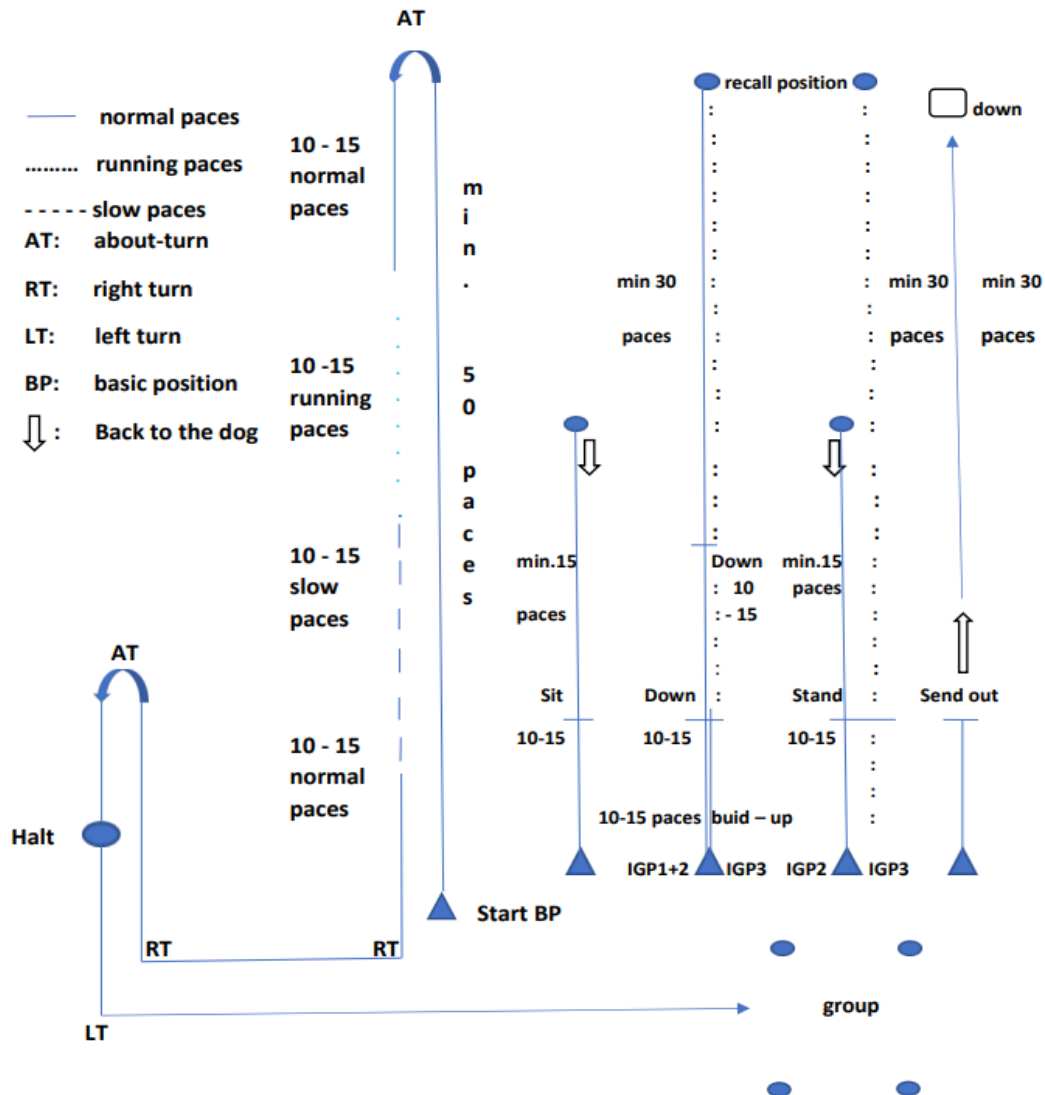 AT
normal paces
......... running paces
- - - - - slow paces
AT: about-turn
RT: right turn
LT: left turn
BP: basic position
: Back to the dog
10 - 15
normal
paces
10 -15
running
paces
10 - 15
slow
paces
10 - 15
normal
paces
min. 50 paces
AT
Halt
RT
RT
LT
Start BP
recall position
down
min 30
paces
min 30
paces
min 30
paces
min.15
paces
Down
10
- 15
min.15
paces
Sit
Down
Stand
Send out
10-15
10-15
10-15
10-15 paces buid – up
IGP1+2
IGP3
IGP2
IGP3
group